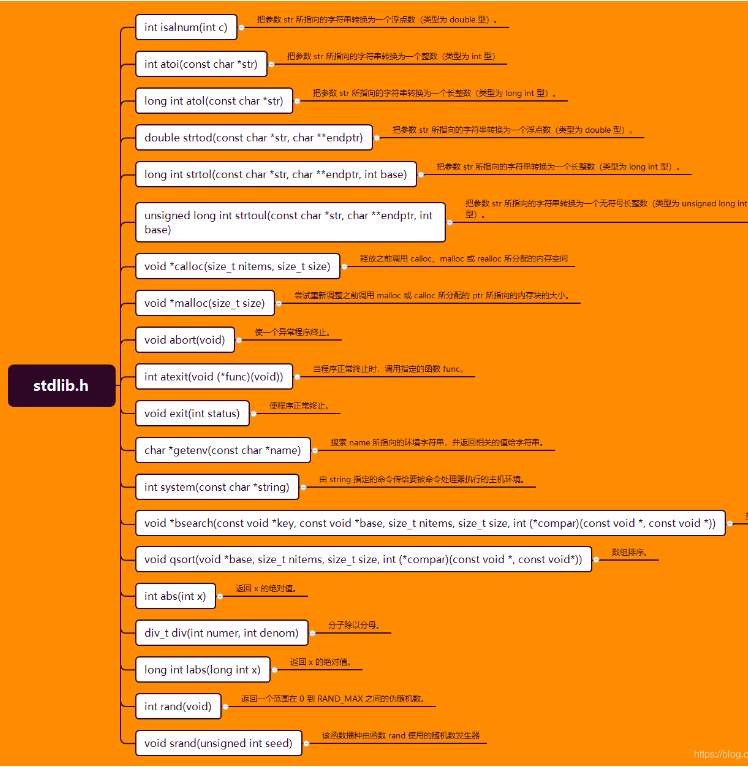 stdlib.h
int isalnum(int c)
把参数 str 所指向的字符串转换为一个浮点数（类型为 double 型）。
int atoi(const char *str)
把参数 str 所指向的字符串转换为一个整数（类型为 int 型）
long int atol(const char *str)
把参数 str 所指向的字符串转换为一个长整数（类型为 long int 型）。
double strtod(const char *str, char **endptr)
把参数 str 所指向的字符串转换为一个浮点数（类型为 double 型）。
long int strtol(const char *str, char **endptr, int base)
把参数 str 所指向的字符串转换为一个长整数（类型为 long int 型）。
unsigned long int strtoul(const char *str, char **endptr, int
base)
把参数 str 所指向的字符串转换为一个无符号长整数（类型为 unsigned long int
型）。
void *calloc(size_t nitems, size_t size)
释放之前调用 calloc、malloc 或 realloc 所分配的内存空间
void *malloc(size_t size)
尝试重新调整之前调用 malloc 或 calloc 所分配的 ptr 所指向的内存块的大小。
void abort(void)
使一个异常程序终止。
int atexit(void (*func)(void))
当程序正常终止时，调用指定的函数 func。
void exit(int status)
使程序正常终止。
char *getenv(const char *name)
搜索 name 所指向的环境字符串，并返回相关的值给字符串。
int system(const char *string)
由 string 指定的命令传给要被命令处理器执行的主机环境。
void *bsearch(const void *key, const void *base, size_t nitems, size_t size, int (*compar)(const void *, const void *))
void qsort(void *base, size_t nitems, size_t size, int (*compar)(const void *, const void*))
数组排序。
int abs(int x)
返回 x 的绝对值。
div_t div(int numer, int denom)
分子除以分母。
long int labs(long int x)
返回 x 的绝对值。
int rand(void)
返回一个范围在 0 到 RAND_MAX 之间的伪随机数。
void srand(unsigned int seed)
该函数播种由函数 rand 使用的随机数发生器
https://blog.c